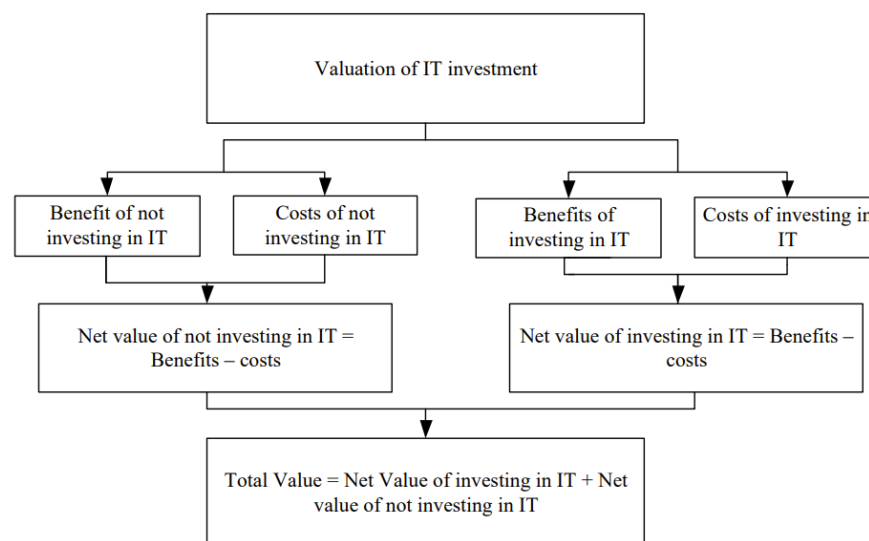 Valuation of IT investment
Benefit of not
investing in IT
Costs of not
investing in IT
Benefits of
investing in IT
Costs of investing in
IT
Net value of not investing in IT =
Benefits – costs
Net value of investing in IT = Benefits –
costs
Total Value = Net Value of investing in IT + Net
value of not investing in IT